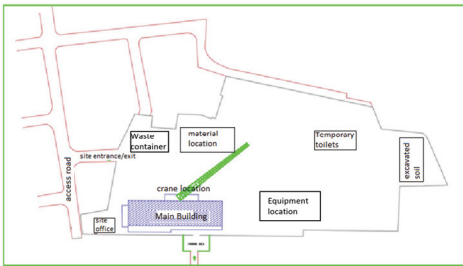 Waste
container
material
location
Temporary
toilets
excavated
soil
site entrance/exit
access road
crane location
Main Building
Equipment
location
site
office